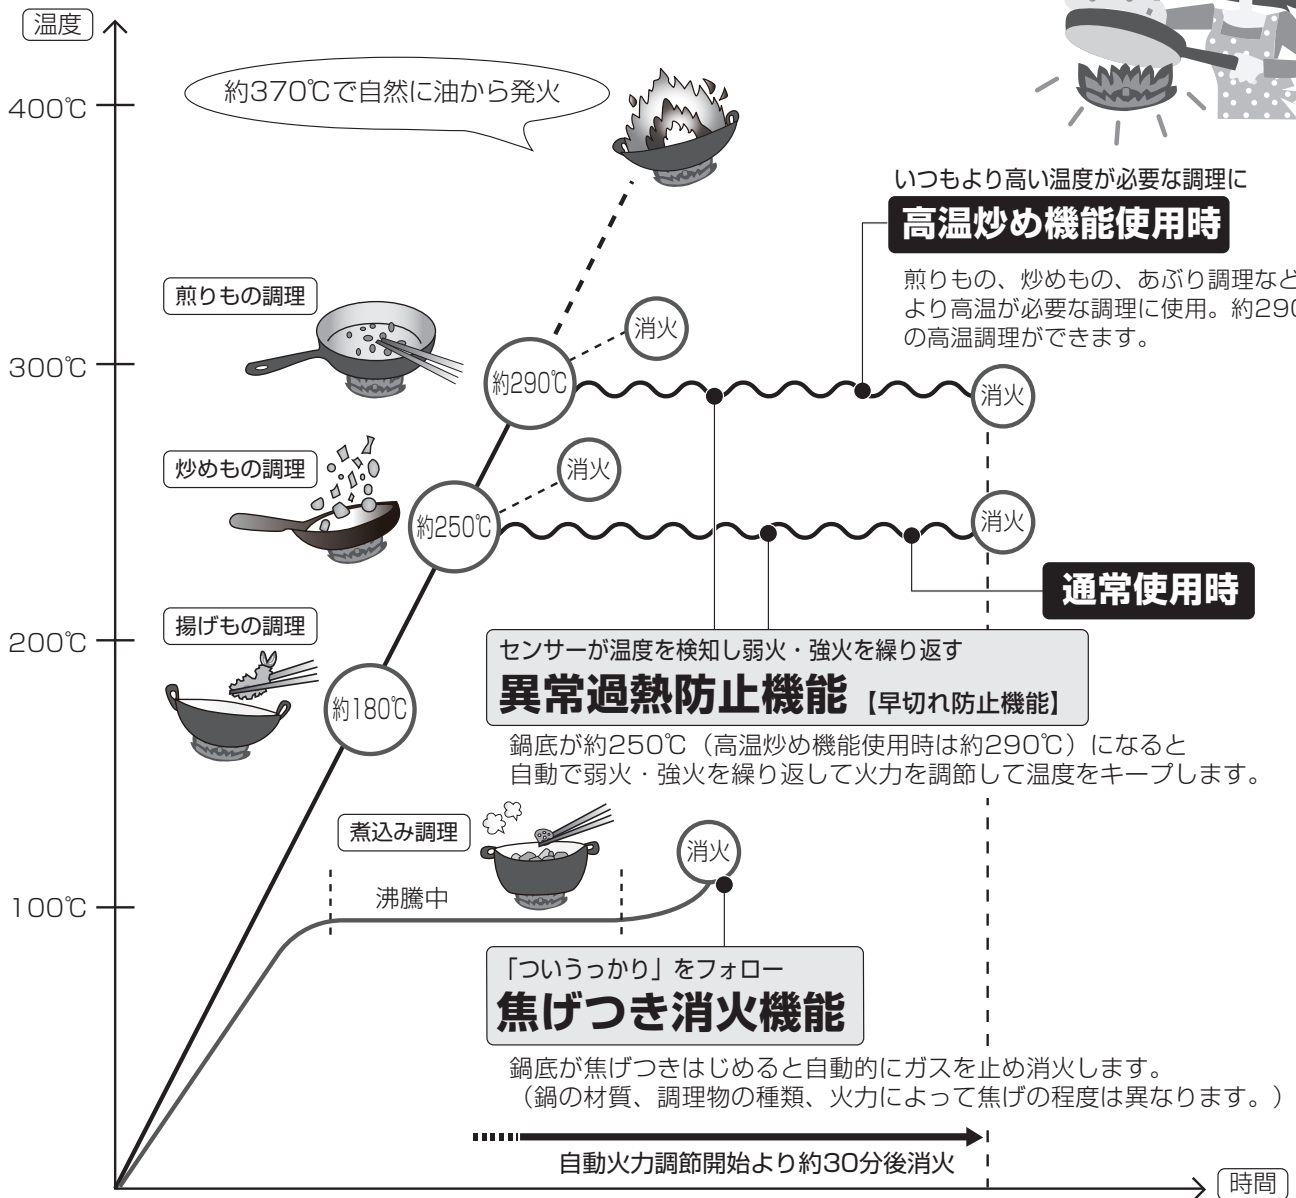 温度
400℃
300℃
200℃
100℃
約370℃で自然に油から発火
いつもより高い温度が必要な調理に
高温炒め機能使用時
煎りもの、炒めもの、あぶり調理など
より高温が必要な調理に使用。約290
の高温調理ができます。
煎りもの調理
消火
約290℃
消火
炒めもの調理
消火
約250℃
消火
通常使用時
揚げもの調理
約180℃
センサーが温度を検知し弱火・強火を繰り返す
異常過熱防止機能【早切れ防止機能】
鍋底が約250℃（高温炒め機能使用時は約290℃）になると
自動で弱火・強火を繰り返して火力を調節して温度をキープします。
煮込み調理
消火
沸騰中
「ついうっかり」をフォロー
焦げつき消火機能
鍋底が焦げつきはじめると自動的にガスを止め消火します。
（鍋の材質、調理物の種類、火力によって焦げの程度は異なります。）
自動火力調節開始より約30分後消火
時間